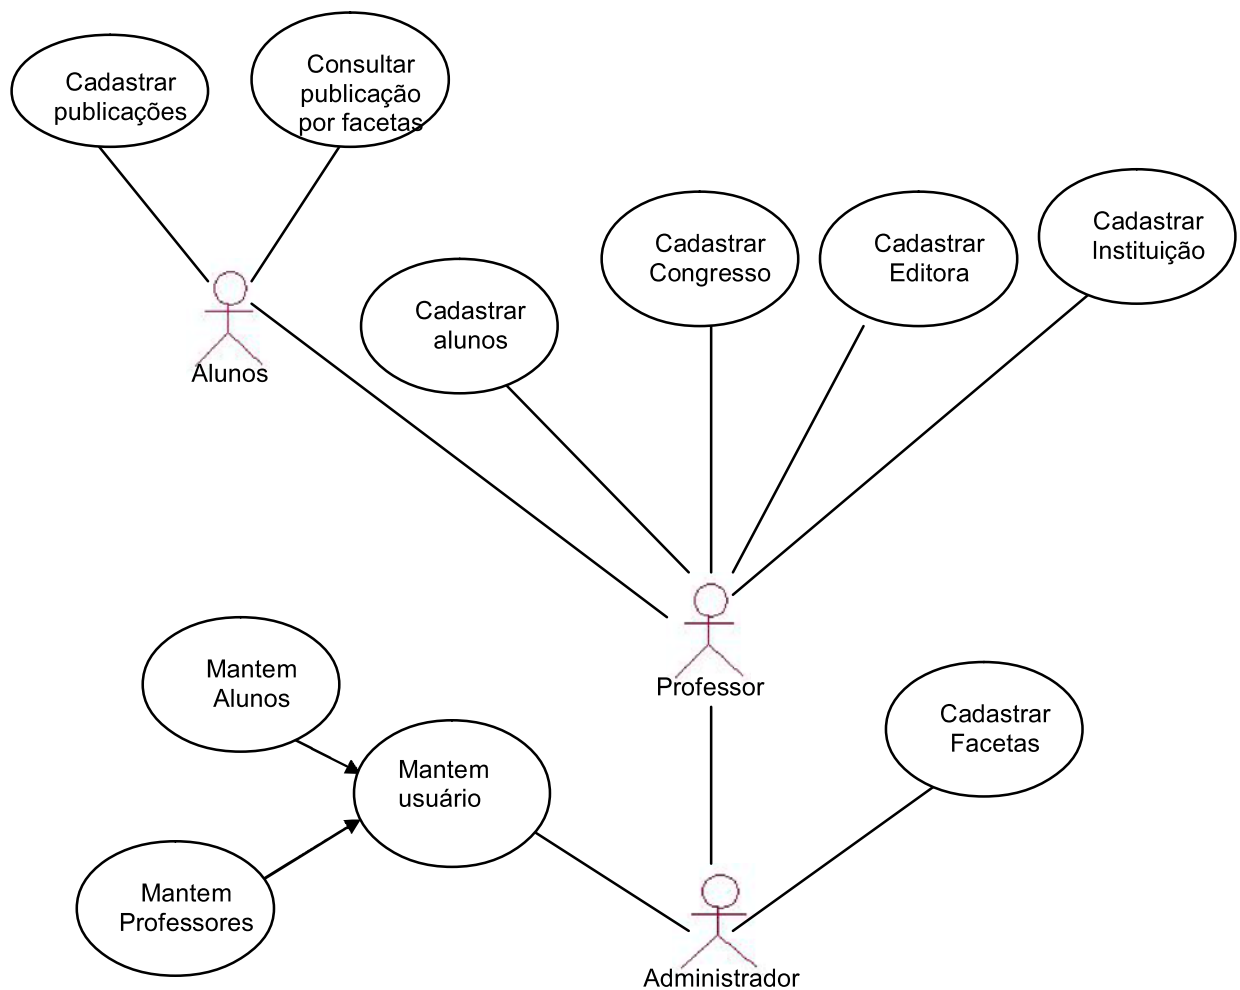 Cadastrar
publicações
Consultar
publicação
por facetas
Cadastrar
Congresso
Cadastrar
Editora
Cadastrar
Instituição
Cadastrar
alunos
Alunos
Mantem
Alunos
Professor
Mantem
usuário
Cadastrar
Facetas
Mantem
Professores
Administrador